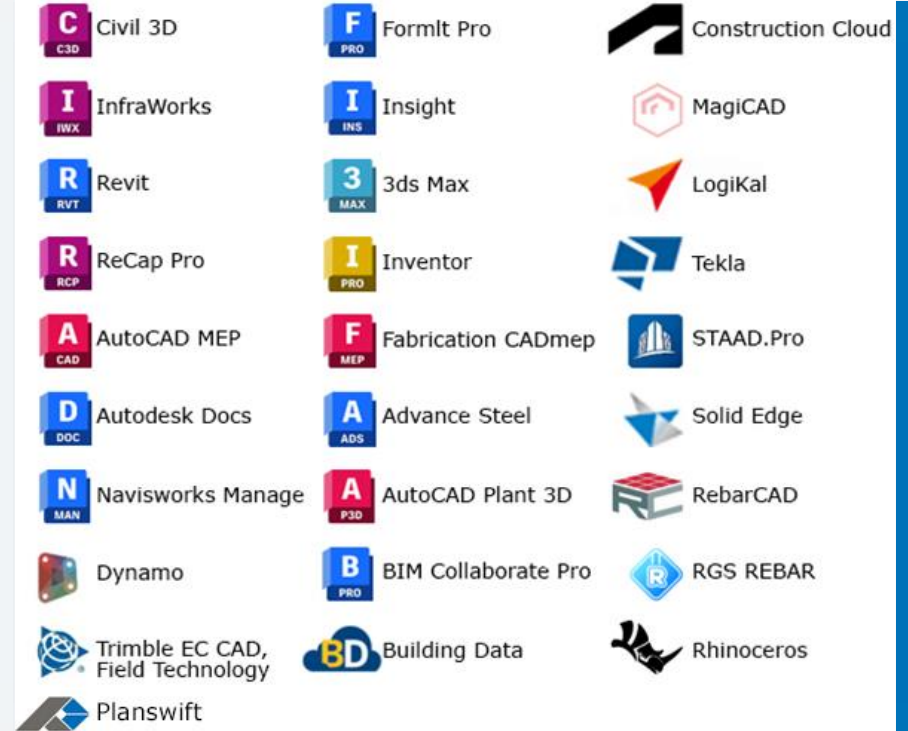 C C3D Civil 3D
F PRO FormIt Pro
Construction Cloud
I IWX InfraWorks
I INS Insight
MagiCAD
R RVT Revit
3 MAX 3ds Max
LogiKal
R RCP ReCap Pro
I PRO Inventor
Tekla
A CAD AutoCAD MEP
F MEP Fabrication CADmep
STAAD.Pro
D DOC Autodesk Docs
A ADS Advance Steel
Solid Edge
N MAN Navisworks Manage
A P3D AutoCAD Plant 3D
RC RebarCAD
Dynamo
B PRO BIM Collaborate Pro
R RGS REBAR
Trimble EC CAD,
Field Technology
BD Building Data
Rhinoceros
Planswift